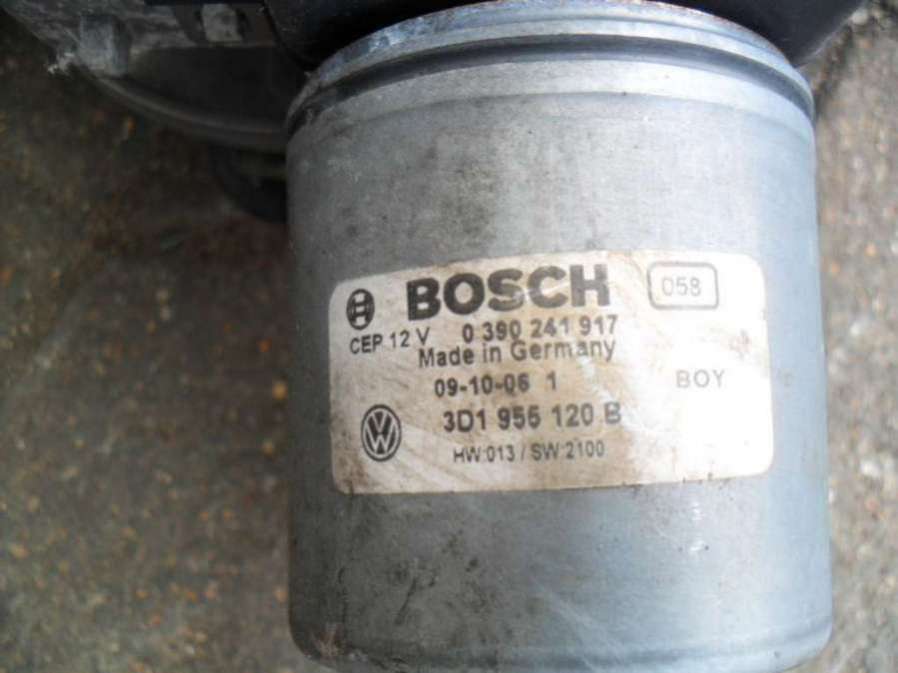 BOSCH 058
CEP 12 V 0 390 241 917
Made in Germany
09-10-06 1 BOY
3D1 955 120 B
HW:013 / SW:2100